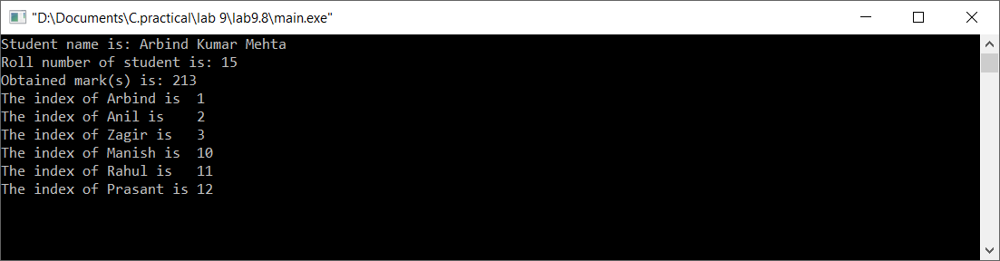 "D:\Documents\C.practical\lab 9\lab9.8\main.exe"
Student name is: Arbind Kumar Mehta
Roll number of student is: 15
Obtained mark(s) is: 213
The index of Arbind is  1
The index of Anil is    2
The index of Zagir is   3
The index of Manish is  10
The index of Rahul is   11
The index of Prasant is 12